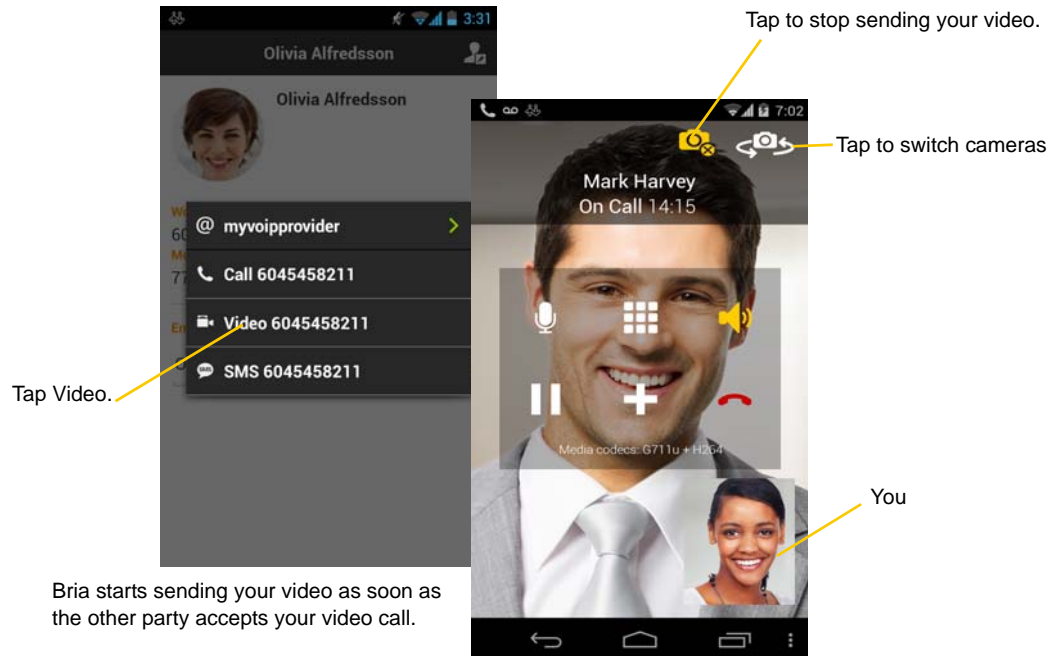 Tap to stop sending your video.
3:31
Olivia Alfredsson
Olivia Alfredsson
7:02
Tap to switch cameras
Mark Harvey
On Call 14:15
@ myvoipprovider
Call 6045458211
Video 6045458211
SMS 6045458211
Tap Video.
Media codecs: G711u + H264
You
Bria starts sending your video as soon as
the other party accepts your video call.